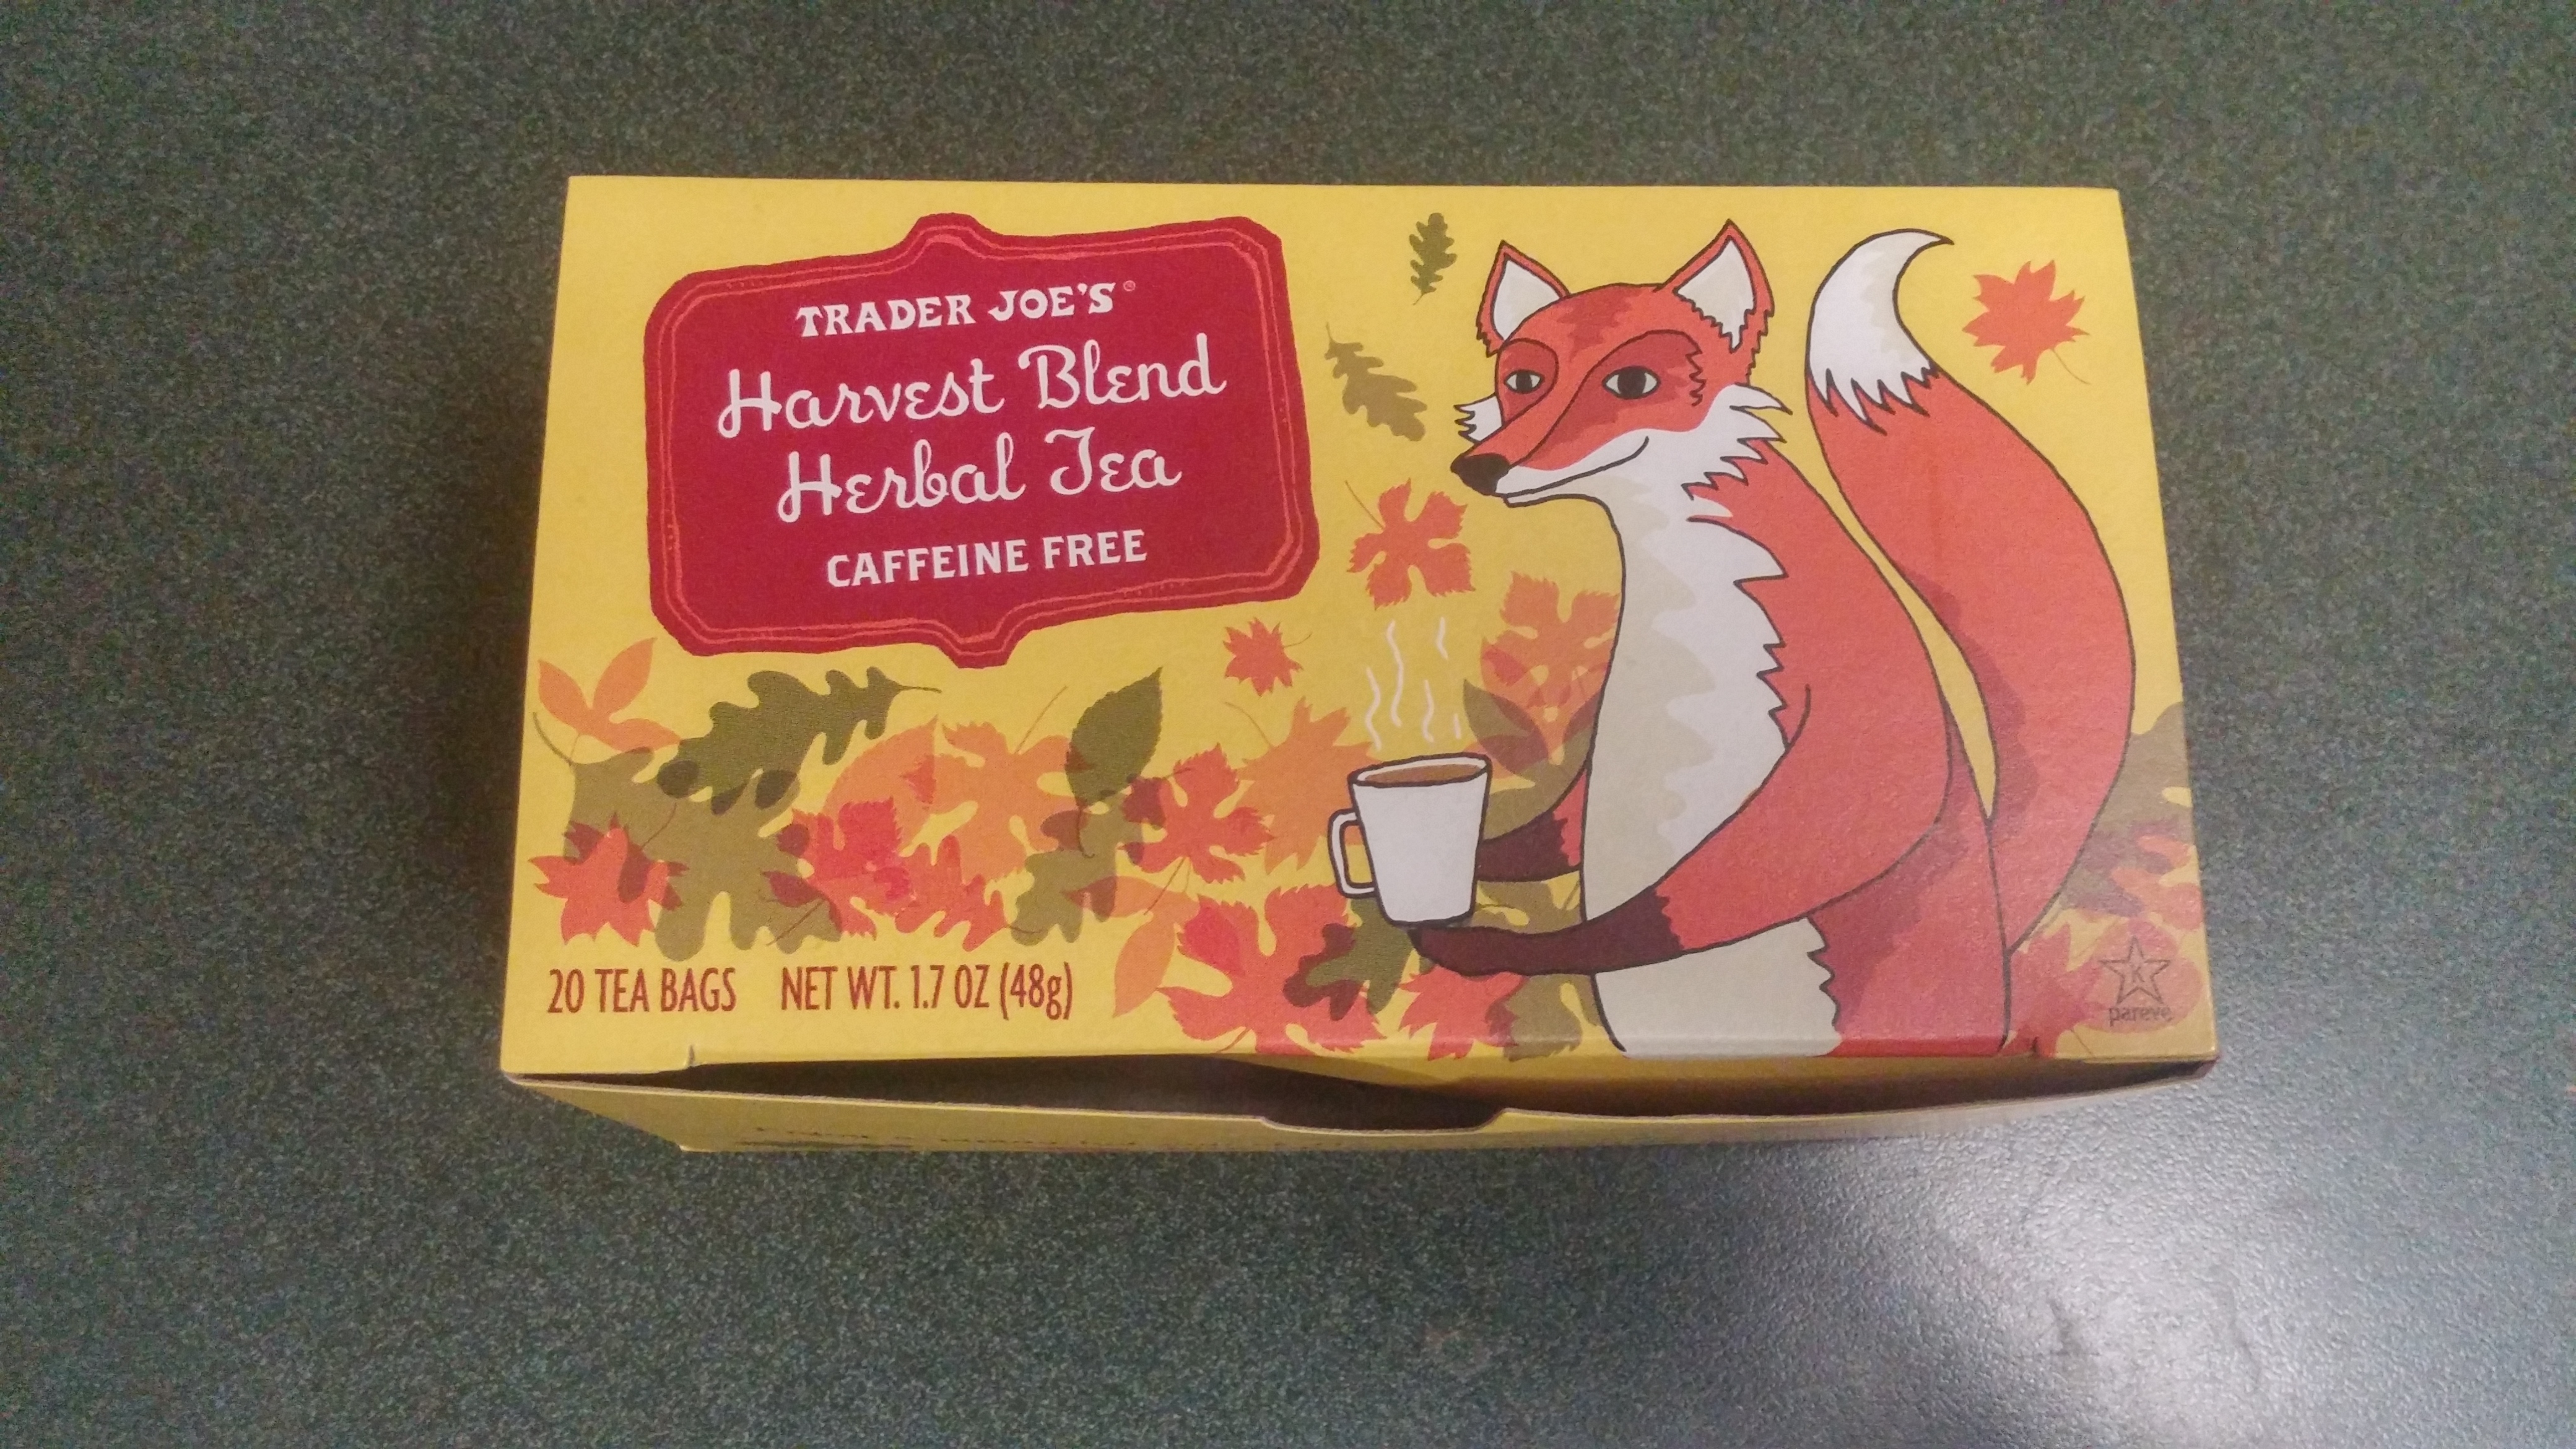 TRADER JOE'S®
Harvest Blend
Herbal Tea
CAFFEINE FREE
20 TEA BAGS NET WT. 1.7 OZ (48g)
K
pareve